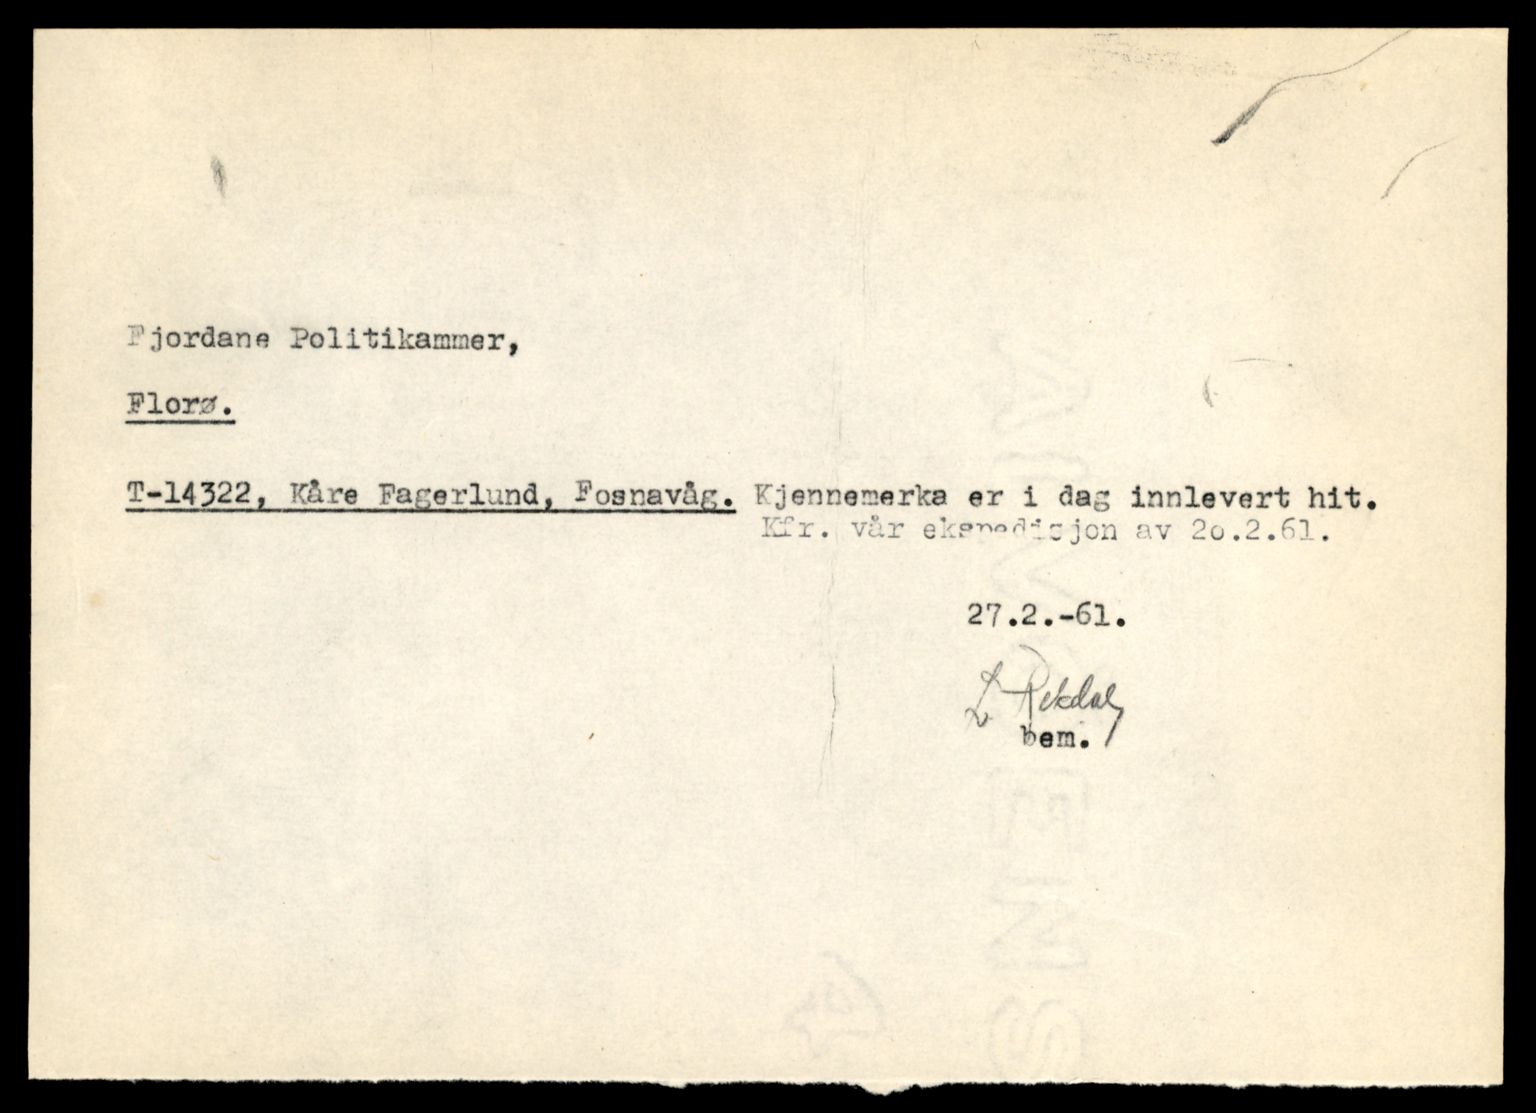 Fjordane Politikammer,
Florø.
T-14322, Kåre Fagerlund, Fosnavåg. Kjennemerka er i dag innlevert hit.
Kfr. vår ekspedisjon av 2o.2.61.
27.2.-61.
L. Rekdal
bem.